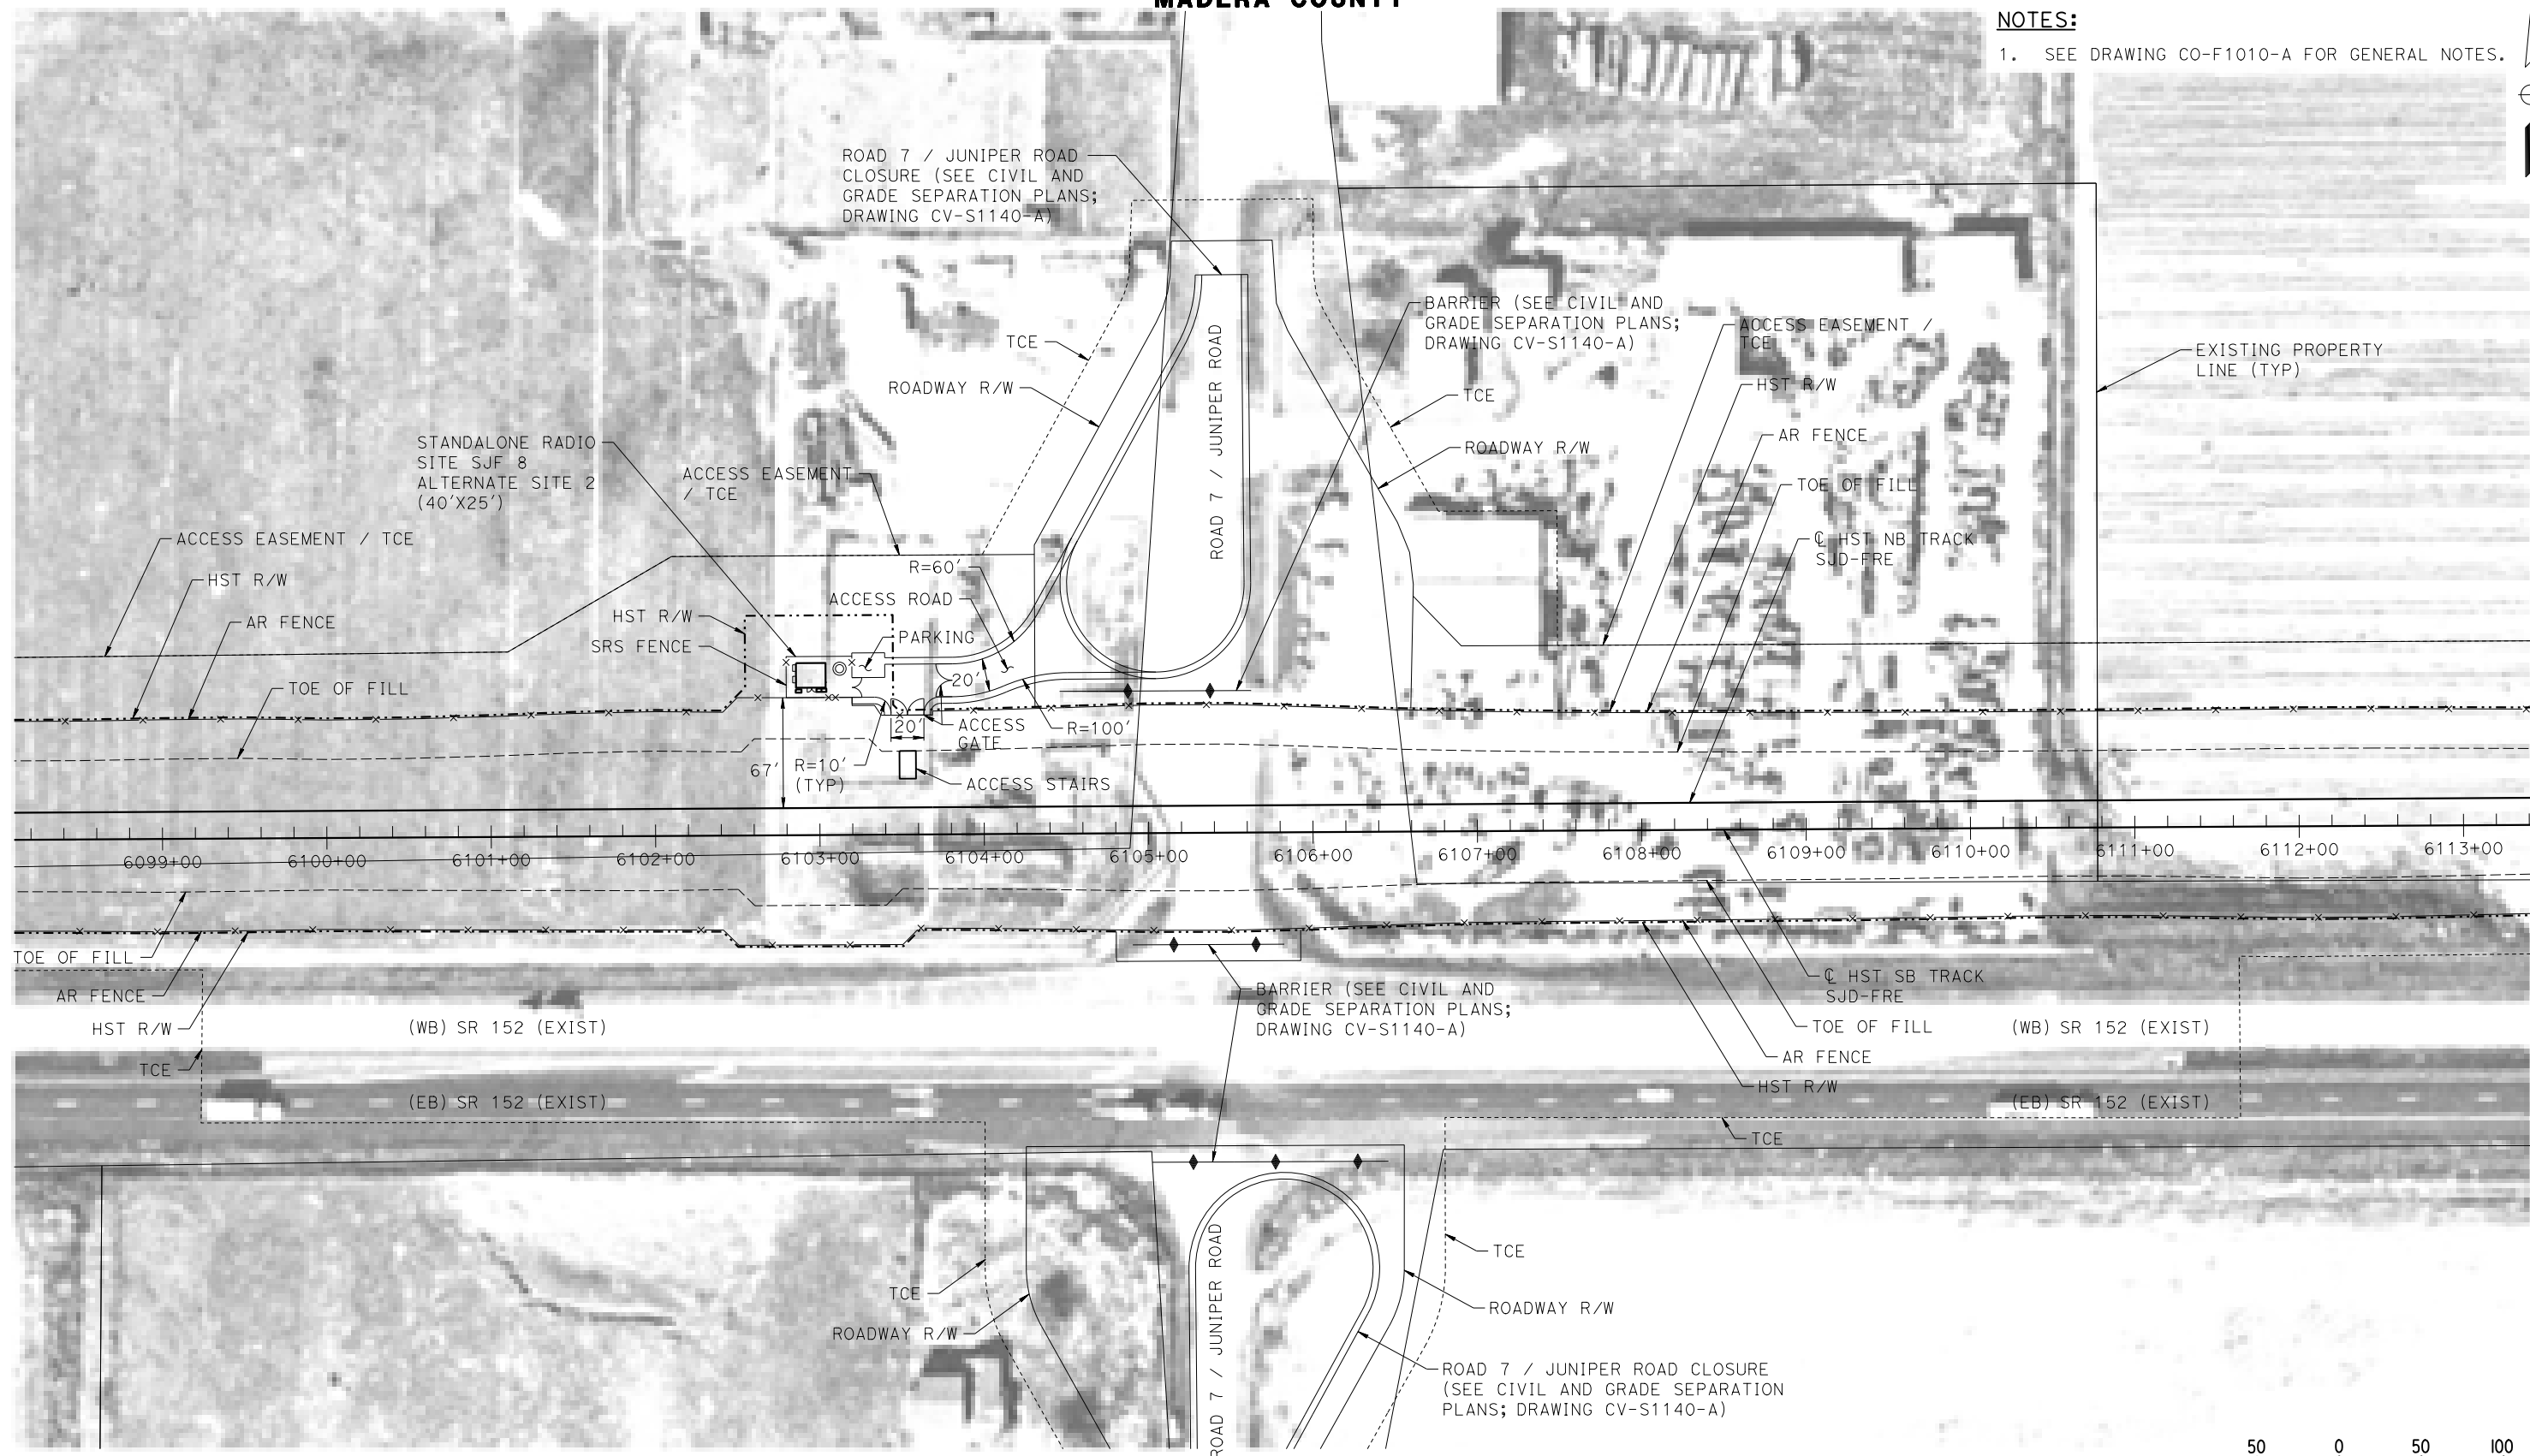 MADERA COUNTY
NOTES:
1. SEE DRAWING CO-F1010-A FOR GENERAL NOTES.
ROAD 7 / JUNIPER ROAD
CLOSURE (SEE CIVIL AND
GRADE SEPARATION PLANS;
DRAWING CV-S1140-A)
BARRIER (SEE CIVIL AND
GRADE SEPARATION PLANS;
DRAWING CV-S1140-A)
ACCESS EASEMENT /
TCE
EXISTING PROPERTY
LINE (TYP)
TCE
ROADWAY R/W
HST R/W
TCE
AR FENCE
ROADWAY R/W
TOE OF FILL
℄ HST NB TRACK
SJD-FRE
ROAD 7 / JUNIPER ROAD
STANDALONE RADIO
SITE SJF 8
ALTERNATE SITE 2
(40'X25')
ACCESS EASEMENT
/ TCE
ACCESS EASEMENT / TCE
HST R/W
AR FENCE
TOE OF FILL
HST R/W
SRS FENCE
R=60'
ACCESS ROAD
PARKING
20'
20'
ACCESS
GATE
R=100'
67'
R=10'
(TYP)
ACCESS STAIRS
6099+00
6100+00
6101+00
6102+00
6103+00
6104+00
6105+00
6106+00
6107+00
6108+00
6109+00
6110+00
6111+00
6112+00
6113+00
TOE OF FILL
AR FENCE
HST R/W
TCE
(WB) SR 152 (EXIST)
(EB) SR 152 (EXIST)
BARRIER (SEE CIVIL AND
GRADE SEPARATION PLANS;
DRAWING CV-S1140-A)
℄ HST SB TRACK
SJD-FRE
TOE OF FILL
AR FENCE
HST R/W
(WB) SR 152 (EXIST)
(EB) SR 152 (EXIST)
TCE
TCE
ROADWAY R/W
ROAD 7 / JUNIPER ROAD
TCE
ROADWAY R/W
ROAD 7 / JUNIPER ROAD CLOSURE
(SEE CIVIL AND GRADE SEPARATION
PLANS; DRAWING CV-S1140-A)
50 0 50 100